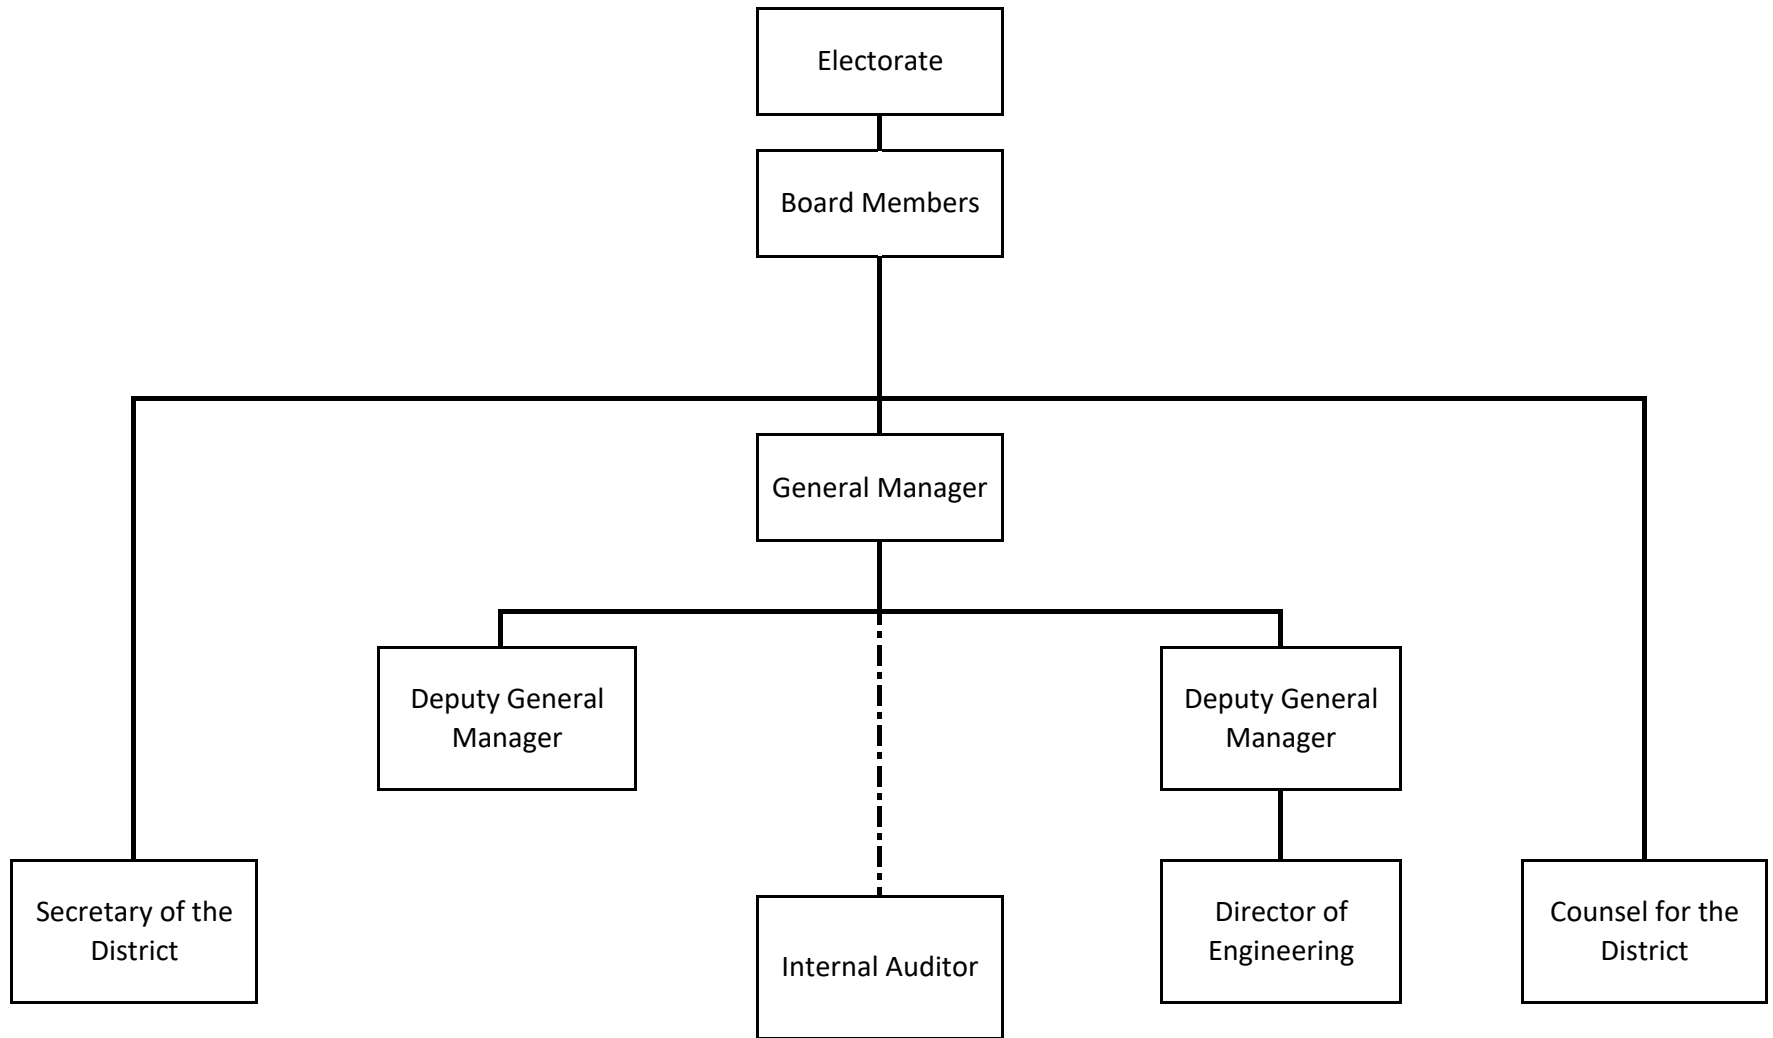 Electorate
Board Members
General Manager
Deputy General
Manager
Deputy General
Manager
Secretary of the
District
Internal Auditor
Director of
Engineering
Counsel for the
District